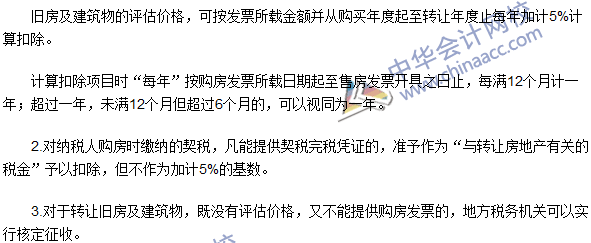 旧房及建筑物的评估价格，可按发票所载金额并从购买年度起至转让年度止每年加计5%计
算扣除。
计算扣除项目时“每年”按购房发票所载日期起至售房发票开具之日止，每满12个月计一
年；超过一年，未满12个月但超过6个月的，可以视同为一年。
2.对纳税人购房时缴纳的契税，凡能提供契税完税凭证的，准予作为“与转让房地产有关的
税金”予以扣除，但不作为加计5%的基数。
3.对于转让旧房及建筑物，既没有评估价格，又不能提供购房发票的，地方税务机关可以实
行核定征收。
中华会计网校
www.chinaacc.com